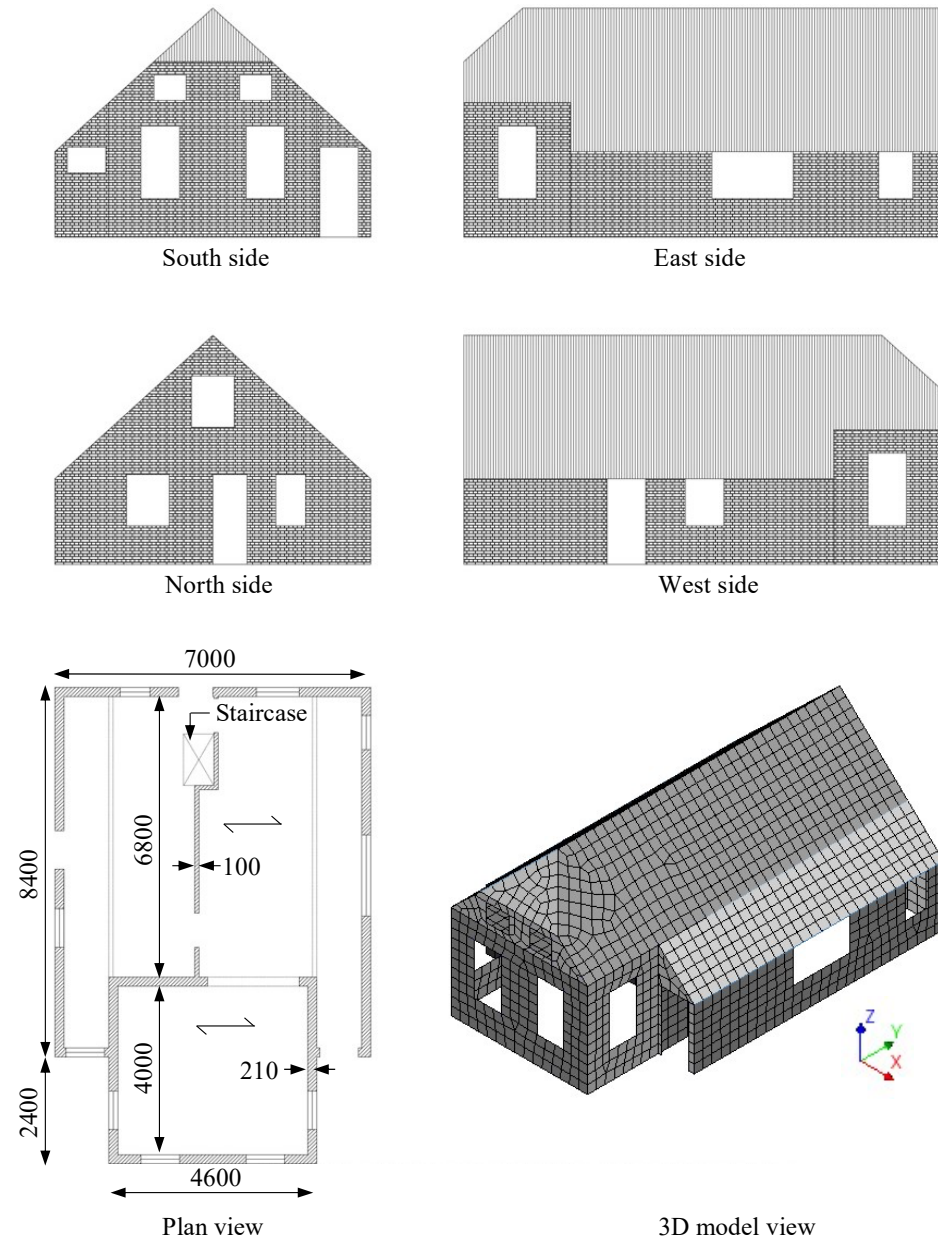 South side
East side
North side
West side
7000
Staircase
8400
6800
100
4000
210
2400
4600
Z
Y
X
Plan view
3D model view